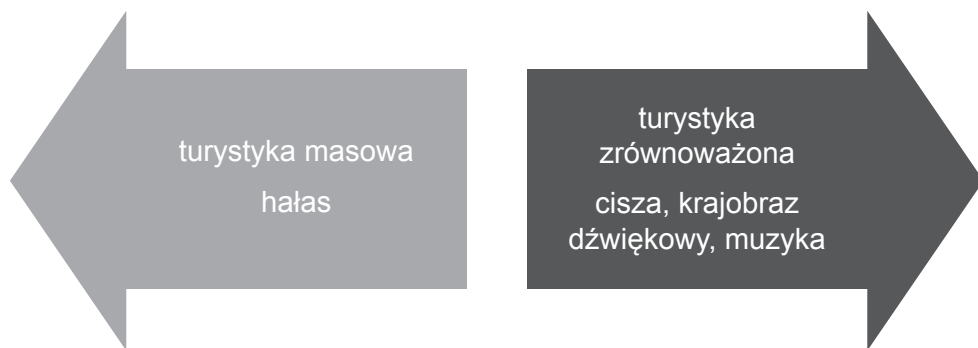 turystyka masowa
hałas
turystyka
zrównoważona
cisza, krajobraz
dźwiękowy, muzyka